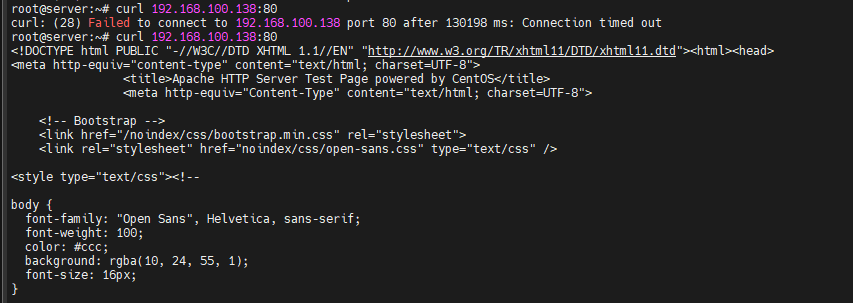 root@server:~# curl 192.168.100.138:80
curl: (28) Failed to connect to 192.168.100.138 port 80 after 130198 ms: Connection timed out
root@server:~# curl 192.168.100.138:80
<!DOCTYPE html PUBLIC "-//W3C//DTD XHTML 1.1//EN" "http://www.w3.org/TR/xhtml11/DTD/xhtml11.dtd"><html><head>
<meta http-equiv="content-type" content="text/html; charset=UTF-8">
<title>Apache HTTP Server Test Page powered by CentOS</title>
<meta http-equiv="Content-Type" content="text/html; charset=UTF-8">
<!-- Bootstrap -->
<link href="/noindex/css/bootstrap.min.css" rel="stylesheet">
<link rel="stylesheet" href="noindex/css/open-sans.css" type="text/css" />
<style type="text/css"><!--
body {
font-family: "Open Sans", Helvetica, sans-serif;
font-weight: 100;
color: #ccc;
background: rgba(10, 24, 55, 1);
font-size: 16px;
}